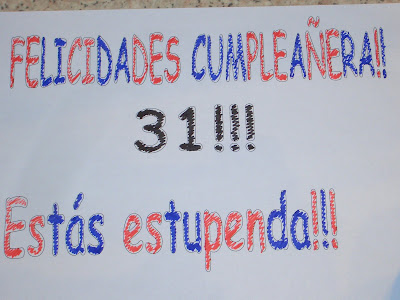 FELICIDADES CUMPLEAÑERA!!
31!!!
Estás estupenda!!!